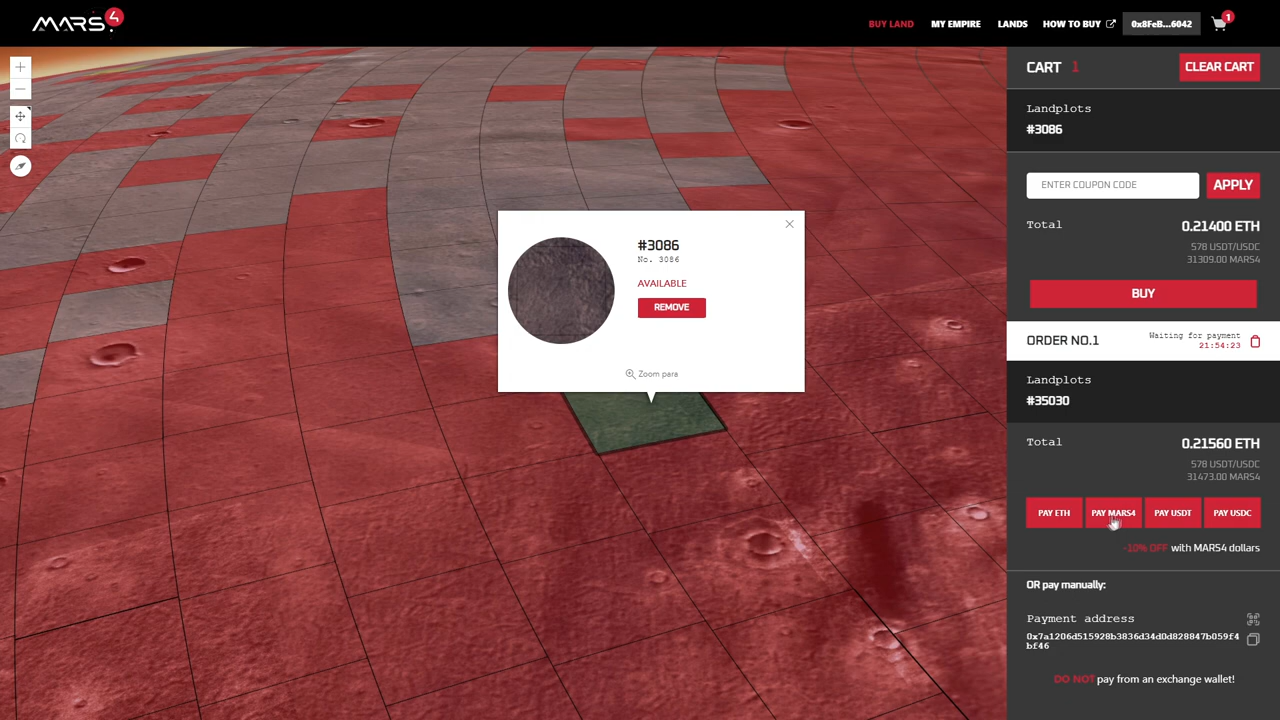 MARS 4
BUY LAND
MY EMPIRE
LANDS
HOW TO BUY
0x8FeB...6042
1
CART 1
CLEAR CART
Landplots
#3086
ENTER COUPON CODE
APPLY
Total
0.21400 ETH
578 USDT/USDC
31309.00 MARS4
BUY
#3086
No. 3086
AVAILABLE
REMOVE
Zoom para
ORDER NO.1
Waiting for payment
21:54:23
Landplots
#35030
Total
0.21560 ETH
578 USDT/USDC
31473.00 MARS4
PAY ETH
PAY MARS4
PAY USDT
PAY USDC
-10% OFF with MARS4 dollars
OR pay manually:
Payment address
0x7a1206d515928b3836d34d0d828847b059f4
bf46
DO NOT pay from an exchange wallet!